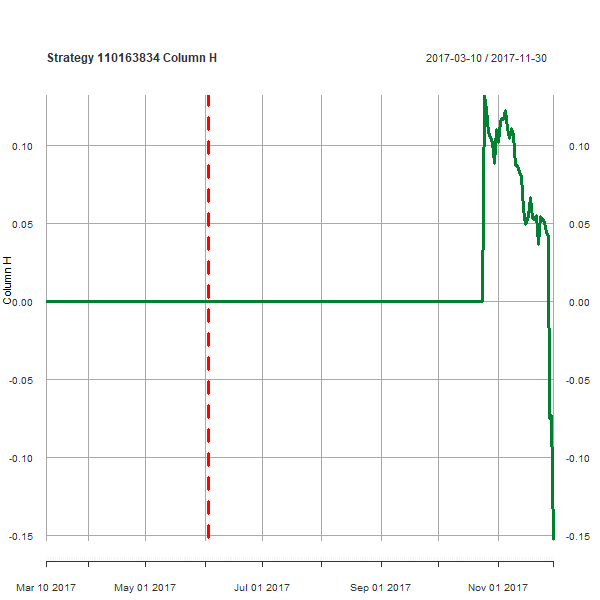 Strategy 110163834 Column H
2017-03-10 / 2017-11-30
0.10 0.10
0.05 0.05
Column H
0.00 0.00
-0.05 -0.05
-0.10 -0.10
-0.15 -0.15
Mar 10 2017 May 01 2017 Jul 01 2017 Sep 01 2017 Nov 01 2017